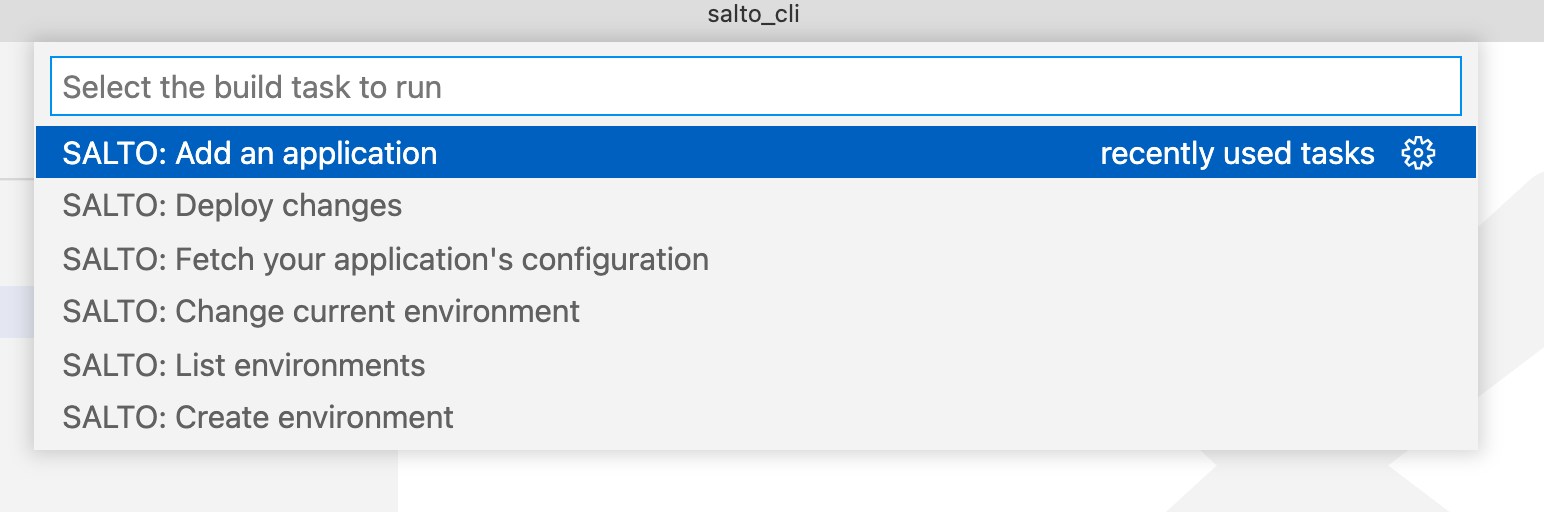 salto_cli
Select the build task to run
SALTO: Add an application recently used tasks
SALTO: Deploy changes
SALTO: Fetch your application's configuration
SALTO: Change current environment
SALTO: List environments
SALTO: Create environment